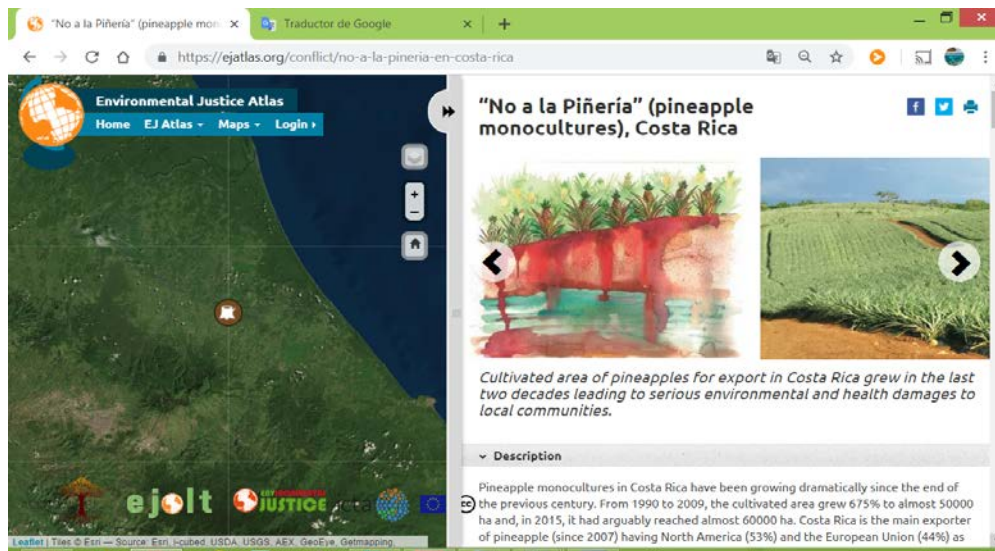 "No a la Piñería" (pineapple mon
Traductor de Google
https://ejatlas.org/conflict/no-a-la-pineria-en-costa-rica
Environmental Justice Atlas
Home EJ Atlas Maps Login ›
+
−
ejolt
JUSTICE
Leaflet | Tiles © Esri — Source: Esri, i-cubed, USDA, USGS, AEX, GeoEye, Getmapping,
"No a la Piñería" (pineapple
monocultures), Costa Rica
Cultivated area of pineapples for export in Costa Rica grew in the last
two decades leading to serious environmental and health damages to
local communities.
Description
Pineapple monocultures in Costa Rica have been growing dramatically since the end of
the previous century. From 1990 to 2009, the cultivated area grew 675% to almost 50000
ha and, in 2015, it had arguably reached almost 60000 ha. Costa Rica is the main exporter
of pineapple (since 2007) having North America (53%) and the European Union (44%) as